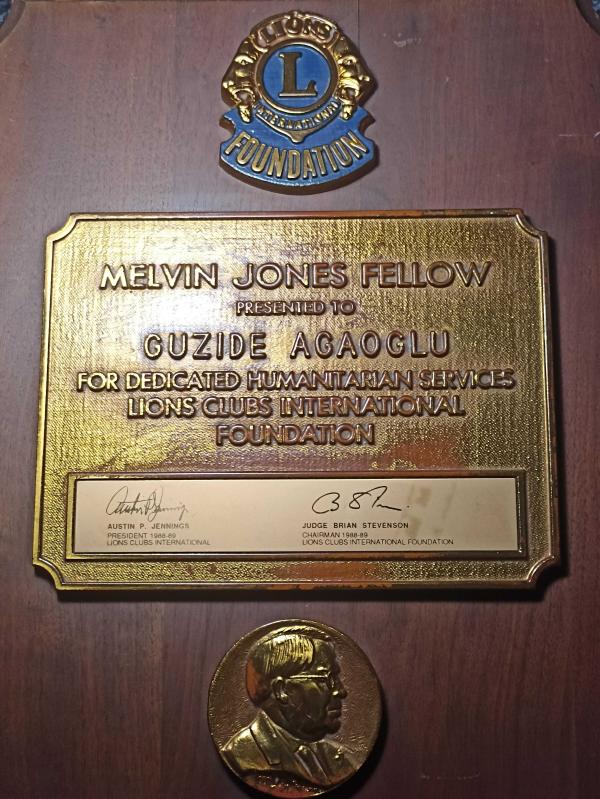 LIONS
L
INTERNATIONAL
FOUNDATION
MELVIN JONES FELLOW
PRESENTED TO
GUZIDE AGAOGLU
FOR DEDICATED HUMANITARIAN SERVICES
LIONS CLUBS INTERNATIONAL
FOUNDATION
AUSTIN P. JENNINGS
PRESIDENT 1988-89
LIONS CLUBS INTERNATIONAL
JUDGE BRIAN STEVENSON
CHAIRMAN 1988-89
LIONS CLUBS INTERNATIONAL FOUNDATION